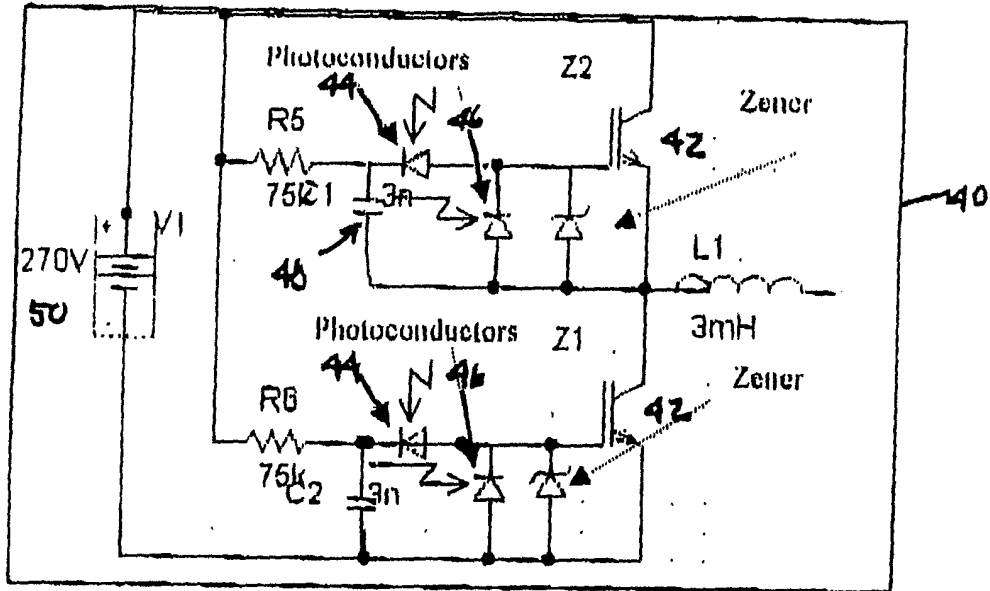 Photoconductors
Z2
44
46
Zener
R5
42
75k
C1
3n
40
V1
270V
50
48
L1
3mH
Photoconductors
Z1
44
46
Zener
R6
42
75k
C2
3n